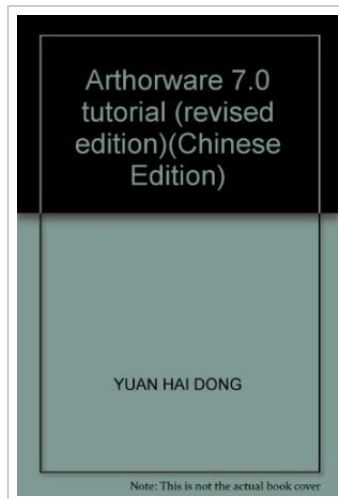 Arthorware 7.0
tutorial (revised
edition)(Chinese
Edition)
YUAN HAI DONG
Note: This is not the actual book cover